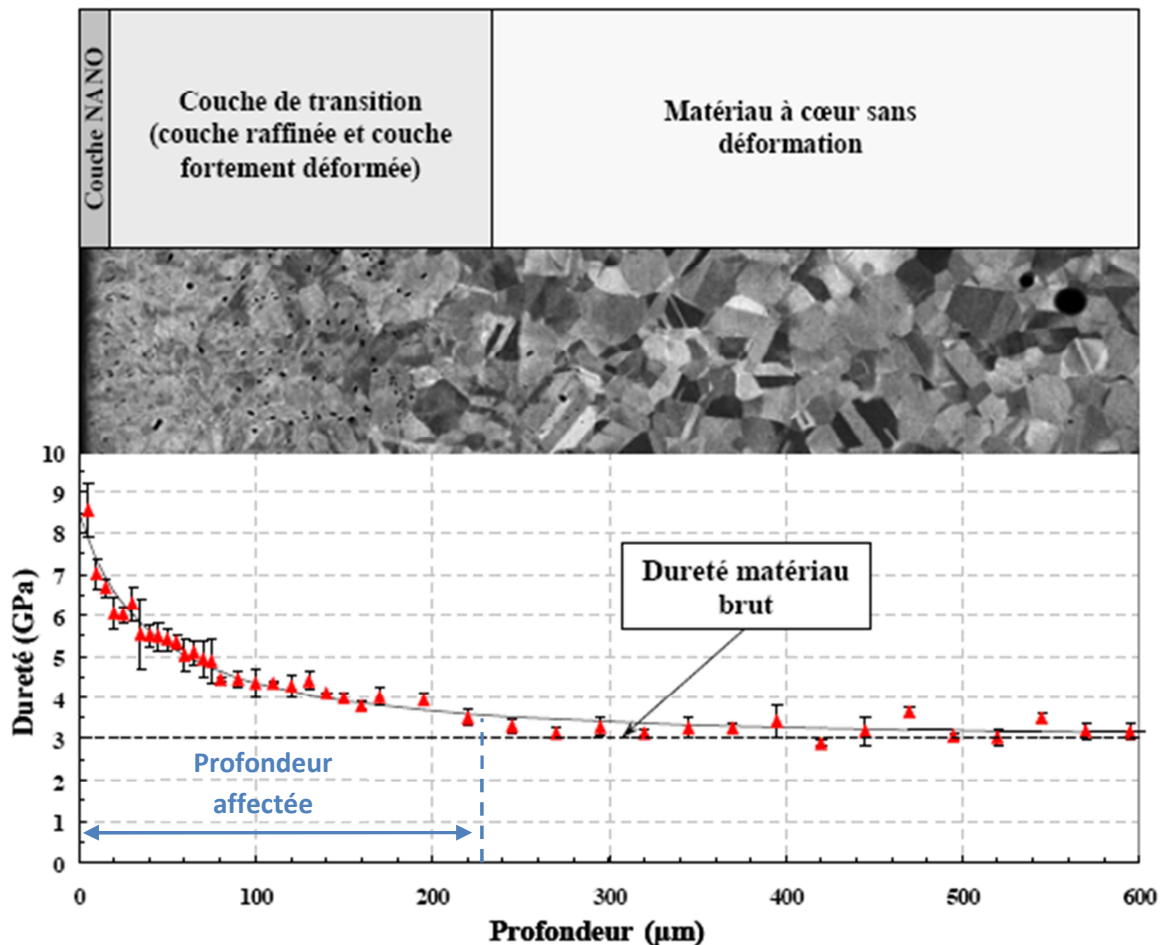 Couche NANO
Couche de transition
(couche raffinée et couche
fortement déformée)
Matériau à cœur sans
déformation
10
9
8
7
6
5
4
3
2
1
0
Dureté (GPa)
Dureté matériau
brut
Profondeur
affectée
0 100 200 300 400 500 600
Profondeur (µm)